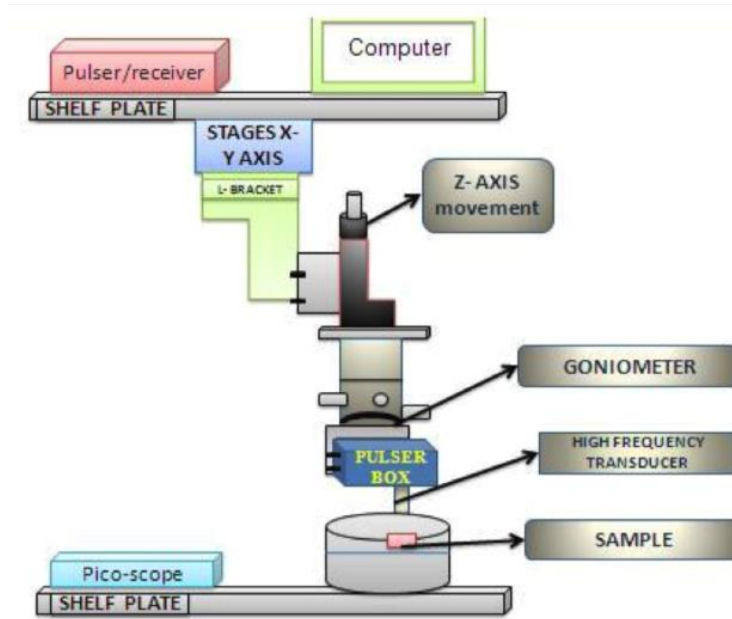 Computer
Pulser/receiver
SHELF PLATE
STAGES X-
Y AXIS
L- BRACKET
Z- AXIS
movement
GONIOMETER
HIGH FREQUENCY
TRANSDUCER
PULSER
BOX
SAMPLE
Pico-scope
SHELF PLATE